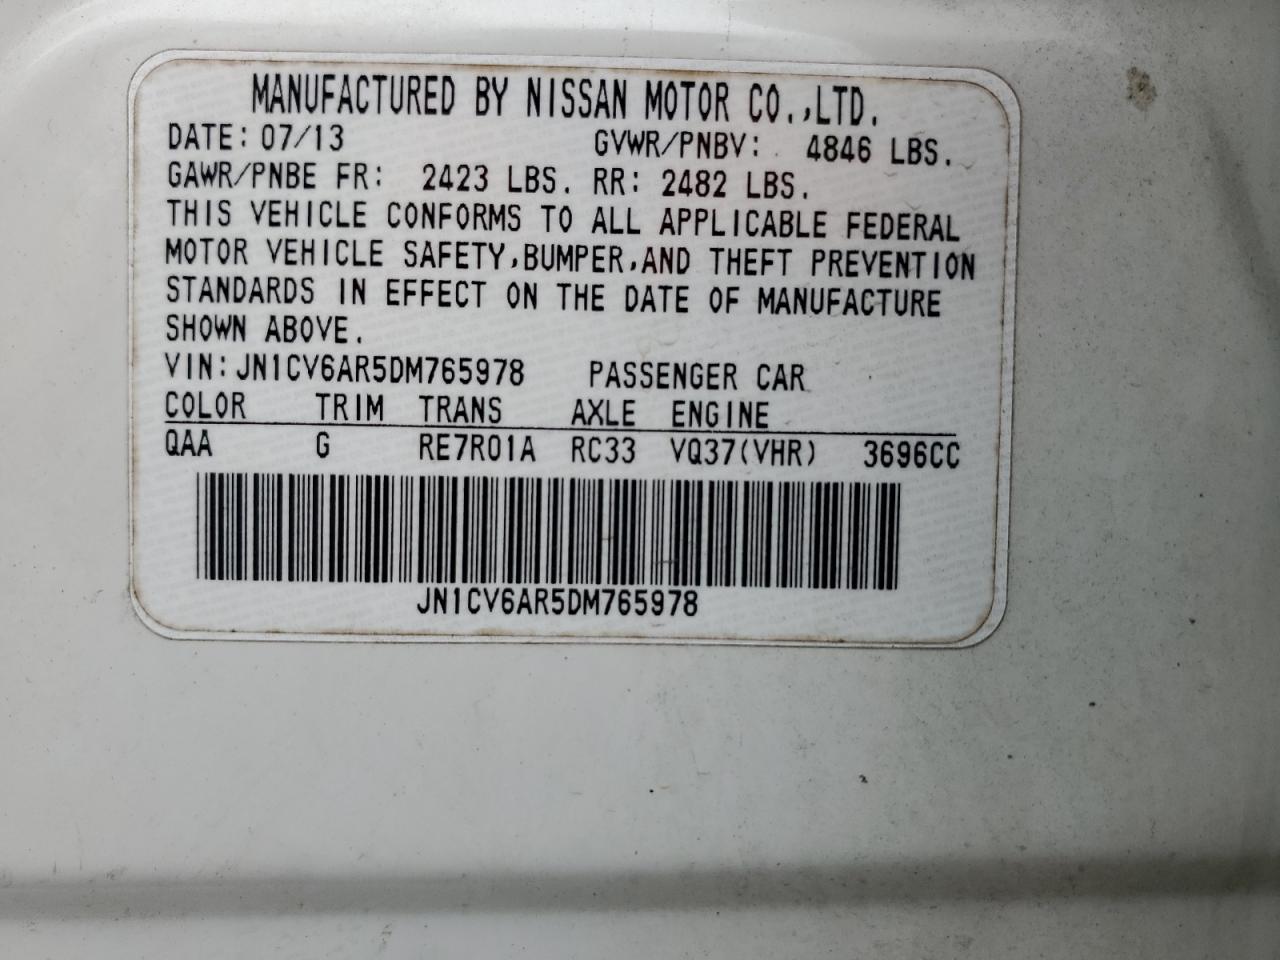 MANUFACTURED BY NISSAN MOTOR CO.,LTD.
DATE: 07/13 GVWR/PNBV: 4846 LBS.
GAWR/PNBE FR: 2423 LBS. RR: 2482 LBS.
THIS VEHICLE CONFORMS TO ALL APPLICABLE FEDERAL
MOTOR VEHICLE SAFETY,BUMPER,AND THEFT PREVENTION
STANDARDS IN EFFECT ON THE DATE OF MANUFACTURE
SHOWN ABOVE.
VIN:JN1CV6AR5DM765978 PASSENGER CAR
COLOR TRIM TRANS AXLE ENGINE
QAA G RE7R01A RC33 VQ37(VHR) 3696CC
JN1CV6AR5DM765978